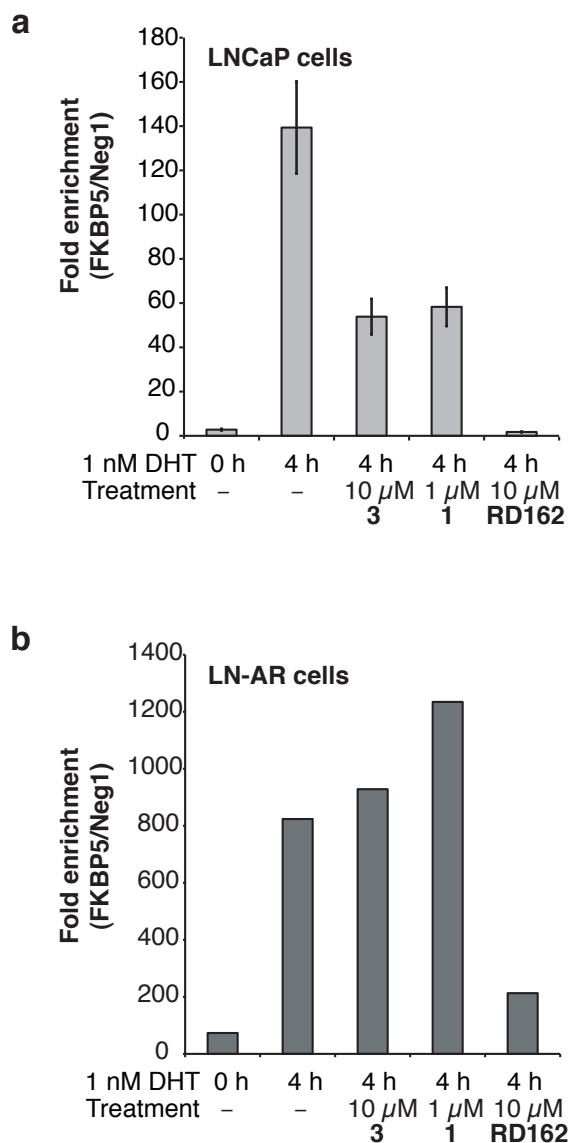 a
LNCaP cells
Fold enrichment
(FKBP5/Neg1)
180
160
140
120
100
80
60
40
20
0
1 nM DHT 0 h 4 h 4 h 4 h 4 h
Treatment – – 10 µM 1 µM 10 µM
3 1 RD162
b
LN-AR cells
Fold enrichment
(FKBP5/Neg1)
1400
1200
1000
800
600
400
200
0
1 nM DHT 0 h 4 h 4 h 4 h 4 h
Treatment – – 10 µM 1 µM 10 µM
3 1 RD162